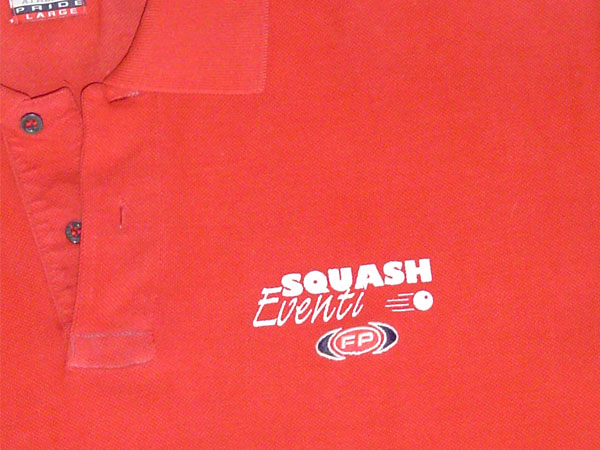 PRIDE
LARGE
SQUASH
Eventi
FP